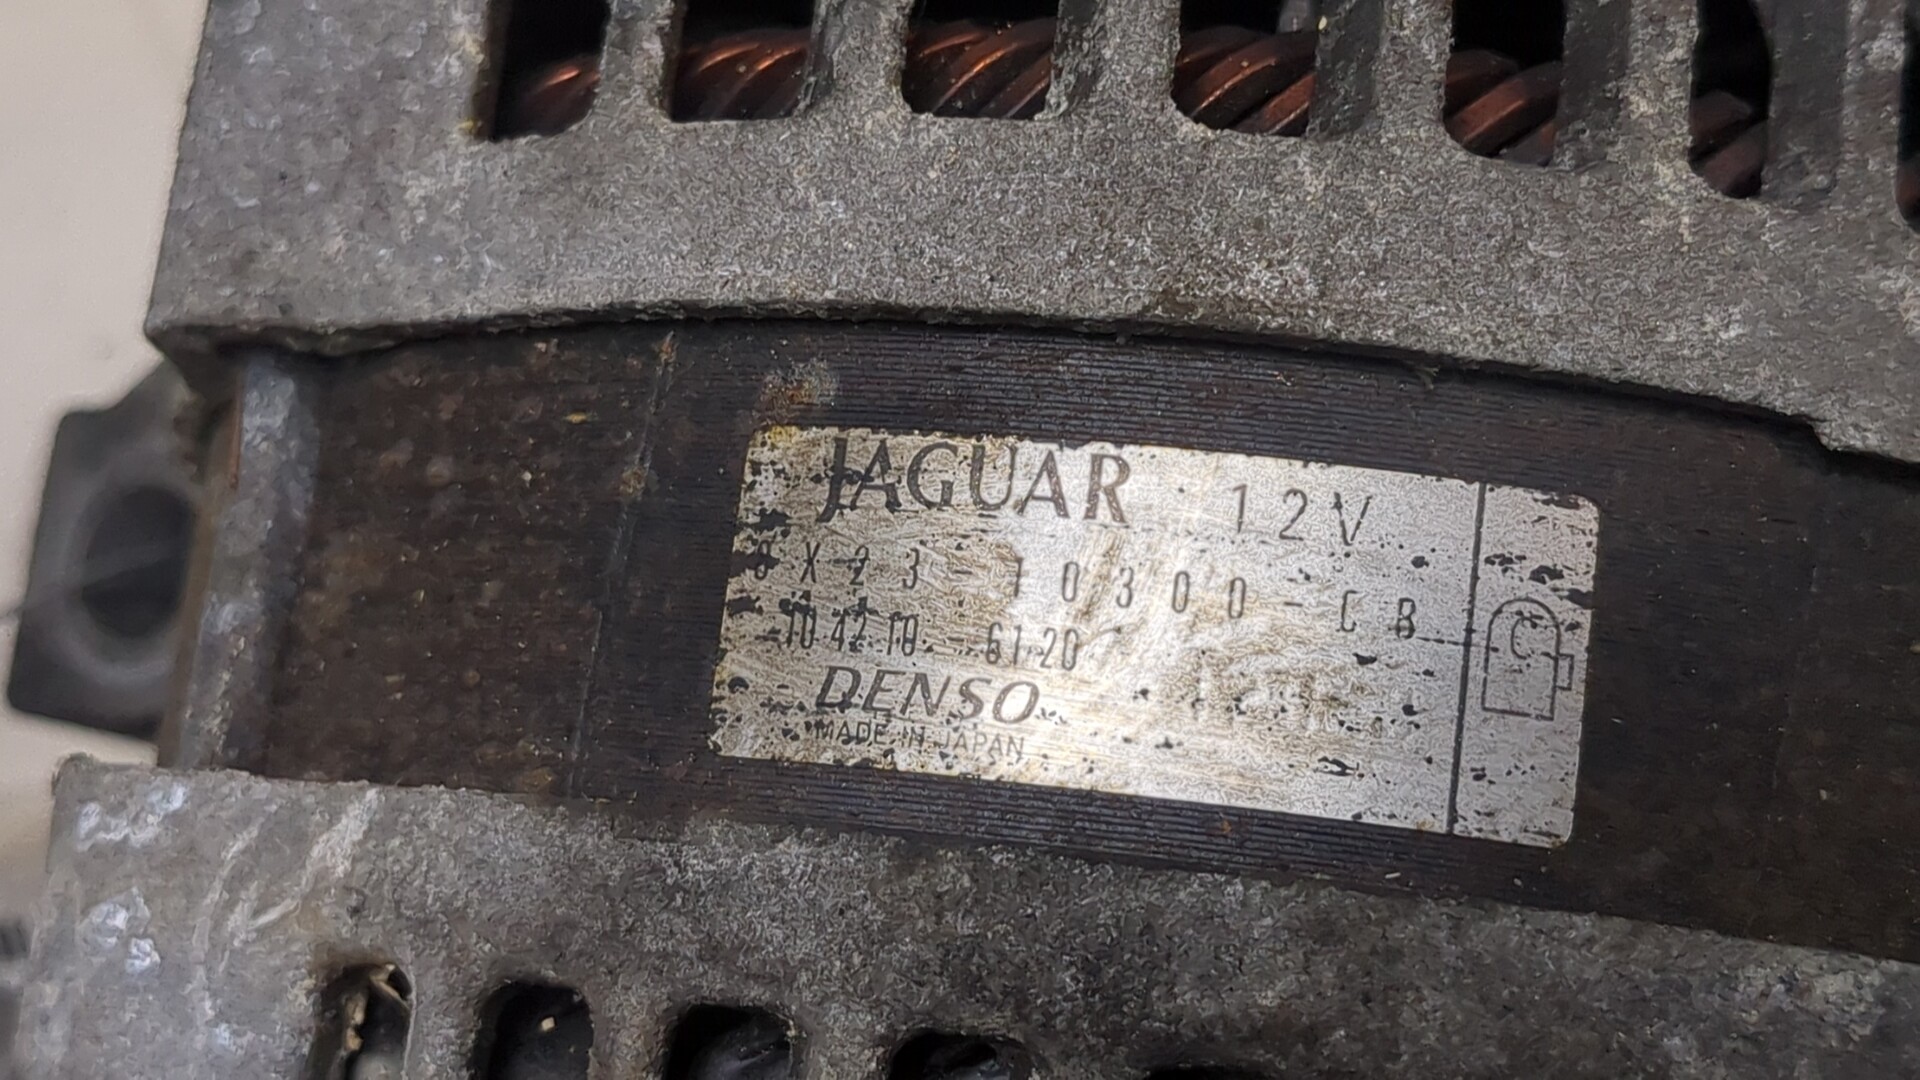 JAGUAR 12V
8X23-10300-CB
104210-6120
C
DENSO
MADE IN JAPAN